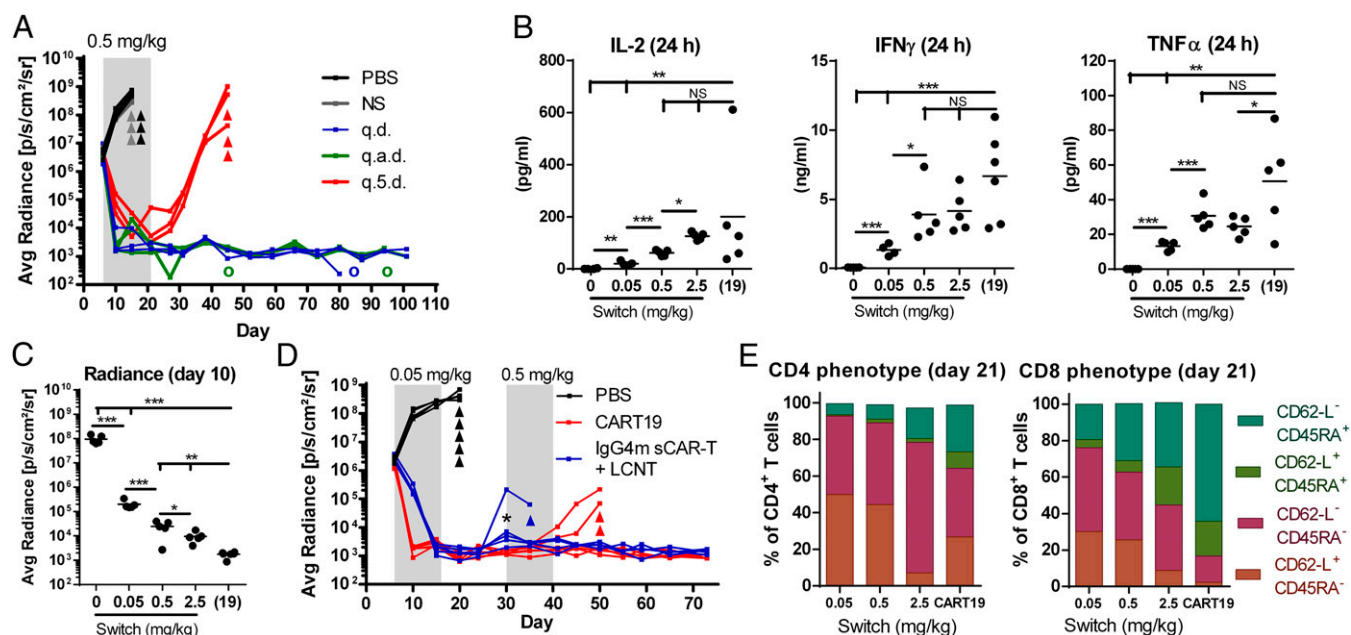 A
0.5 mg/kg
Avg Radiance [p/s/cm²/sr]
10¹⁰
10⁹
10⁸
10⁷
10⁶
10⁵
10⁴
10³
10²
0 10 20 30 40 50 60 70 80 90 100 110
Day
PBS
NS
q.d.
q.a.d.
q.5.d.
B
IL-2 (24 h)
(pg/ml)
800
600
400
200
0
**
NS
*
***
**
0 0.05 0.5 2.5 (19)
Switch (mg/kg)
IFNγ (24 h)
(ng/ml)
15
10
5
0
***
NS
*
***
0 0.05 0.5 2.5 (19)
Switch (mg/kg)
TNFα (24 h)
(pg/ml)
120
100
80
60
40
20
0
**
NS
*
***
***
0 0.05 0.5 2.5 (19)
Switch (mg/kg)
C
Radiance (day 10)
Avg Radiance [p/s/cm²/sr]
10¹⁰
10⁹
10⁸
10⁷
10⁶
10⁵
10⁴
10³
10²
***
***
**
***
*
0 0.05 0.5 2.5 (19)
Switch (mg/kg)
D
0.05 mg/kg
0.5 mg/kg
Avg Radiance [p/s/cm²/sr]
10⁹
10⁸
10⁷
10⁶
10⁵
10⁴
10³
10²
PBS
CART19
IgG4m sCAR-T
+ LCNT
*
0 10 20 30 40 50 60 70
Day
E
CD4 phenotype (day 21)
% of CD4⁺ T cells
100
80
60
40
20
0
0.05 0.5 2.5 CART19
Switch (mg/kg)
CD8 phenotype (day 21)
% of CD8⁺ T cells
100
80
60
40
20
0
0.05 0.5 2.5 CART19
Switch (mg/kg)
CD62-L⁻
CD45RA⁺
CD62-L⁺
CD45RA⁺
CD62-L⁻
CD45RA⁻
CD62-L⁺
CD45RA⁻